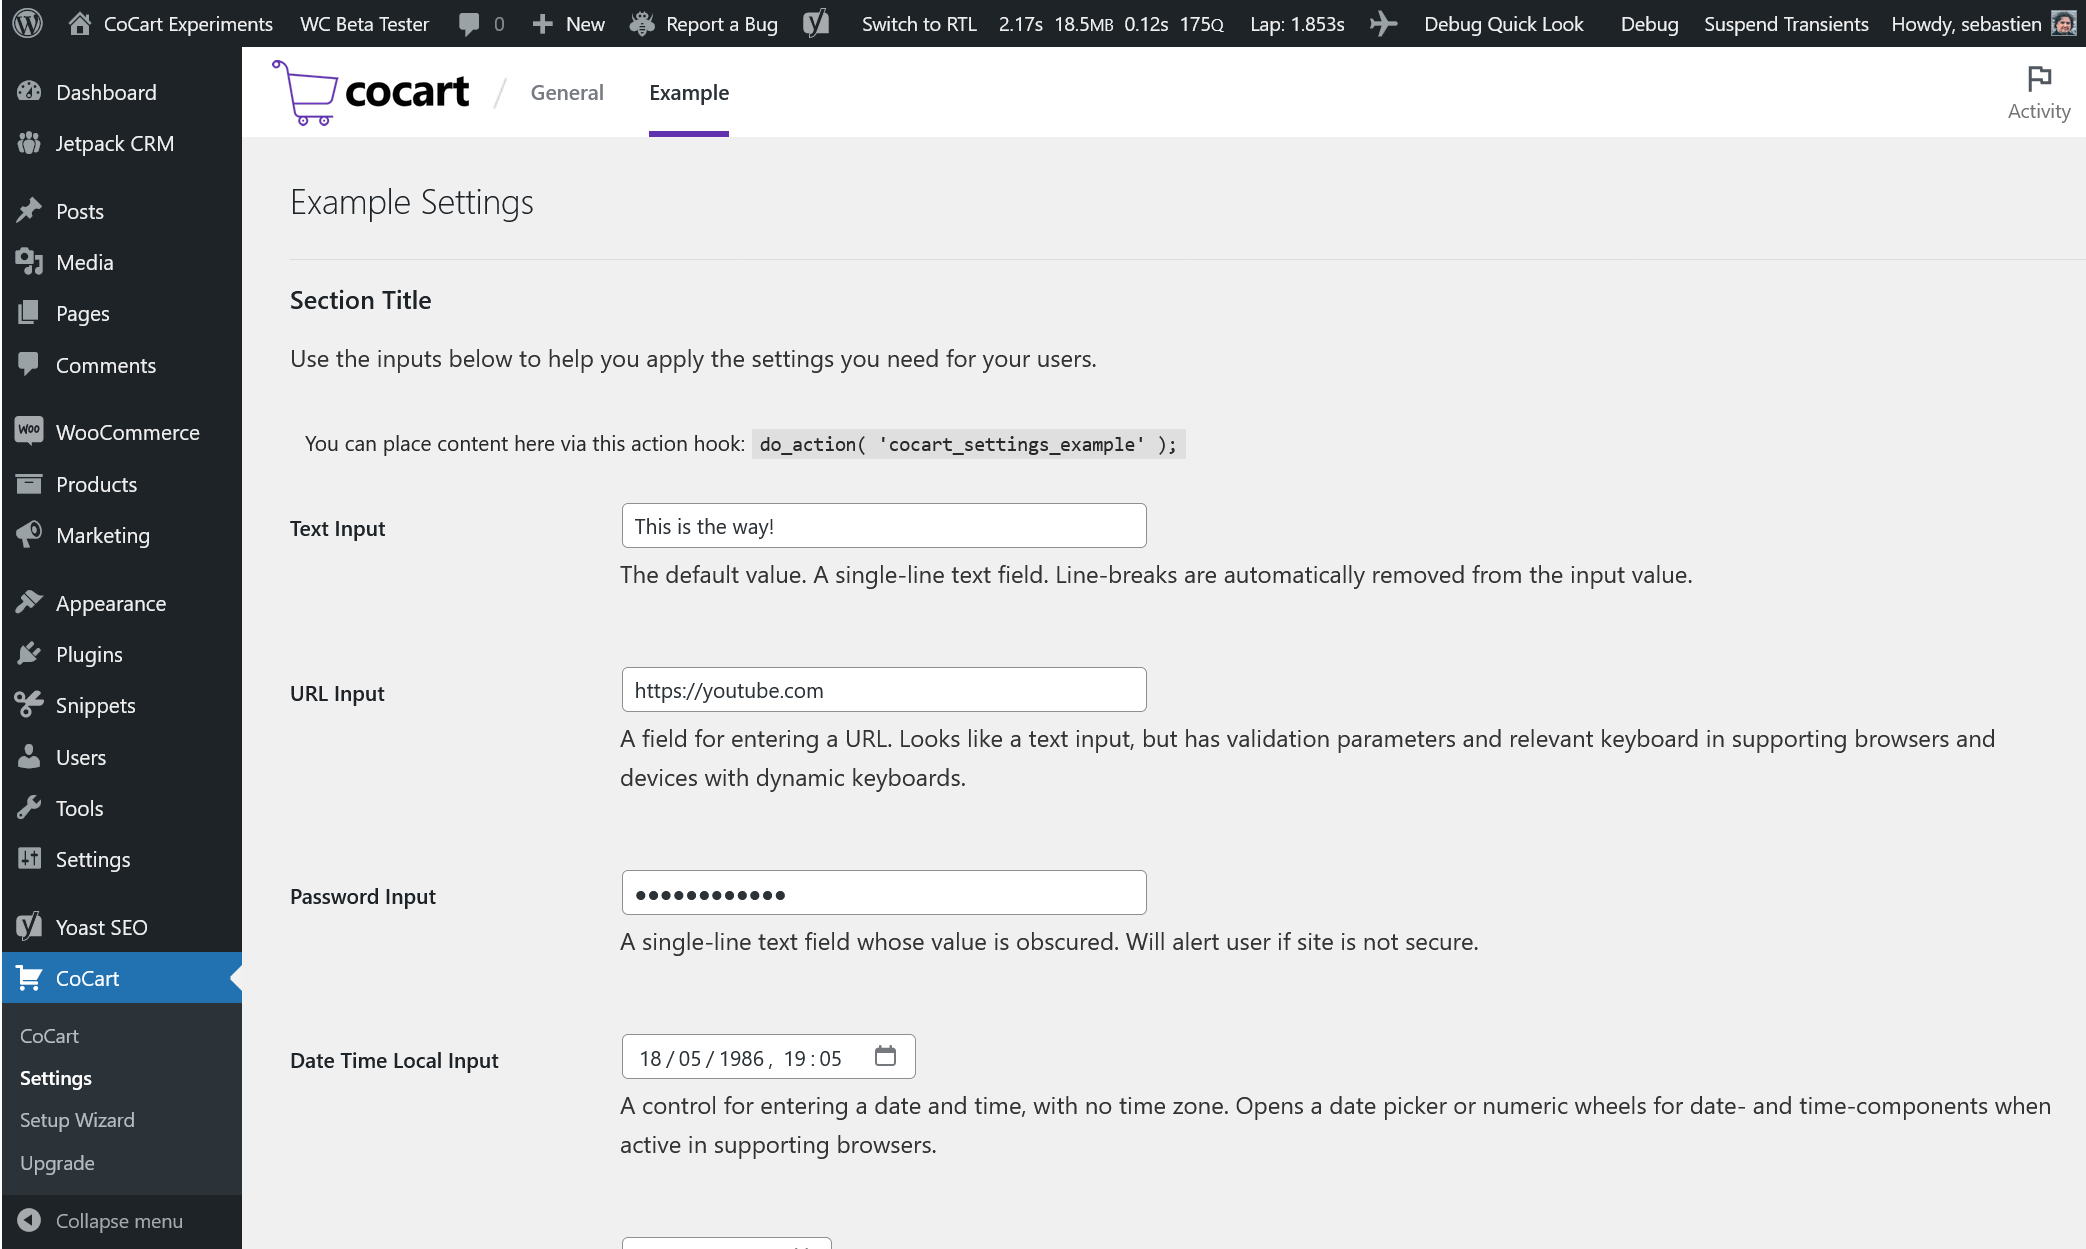 CoCart Experiments WC Beta Tester 0 New Report a Bug Switch to RTL 2.17s 18.5MB 0.12s 175Q Lap: 1.853s Debug Quick Look Debug Suspend Transients Howdy, sebastien
Dashboard
Jetpack CRM
Posts
Media
Pages
Comments
WooCommerce
Products
Marketing
Appearance
Plugins
Snippets
Users
Tools
Settings
Yoast SEO
CoCart
CoCart
Settings
Setup Wizard
Upgrade
Collapse menu
cocart / General Example
Activity
Example Settings
Section Title
Use the inputs below to help you apply the settings you need for your users.
You can place content here via this action hook: do_action( 'cocart_settings_example' );
Text Input
This is the way!
The default value. A single-line text field. Line-breaks are automatically removed from the input value.
URL Input
https://youtube.com
A field for entering a URL. Looks like a text input, but has validation parameters and relevant keyboard in supporting browsers and
devices with dynamic keyboards.
Password Input
••••••••••••
A single-line text field whose value is obscured. Will alert user if site is not secure.
Date Time Local Input
18/05/1986, 19:05
A control for entering a date and time, with no time zone. Opens a date picker or numeric wheels for date- and time-components when
active in supporting browsers.